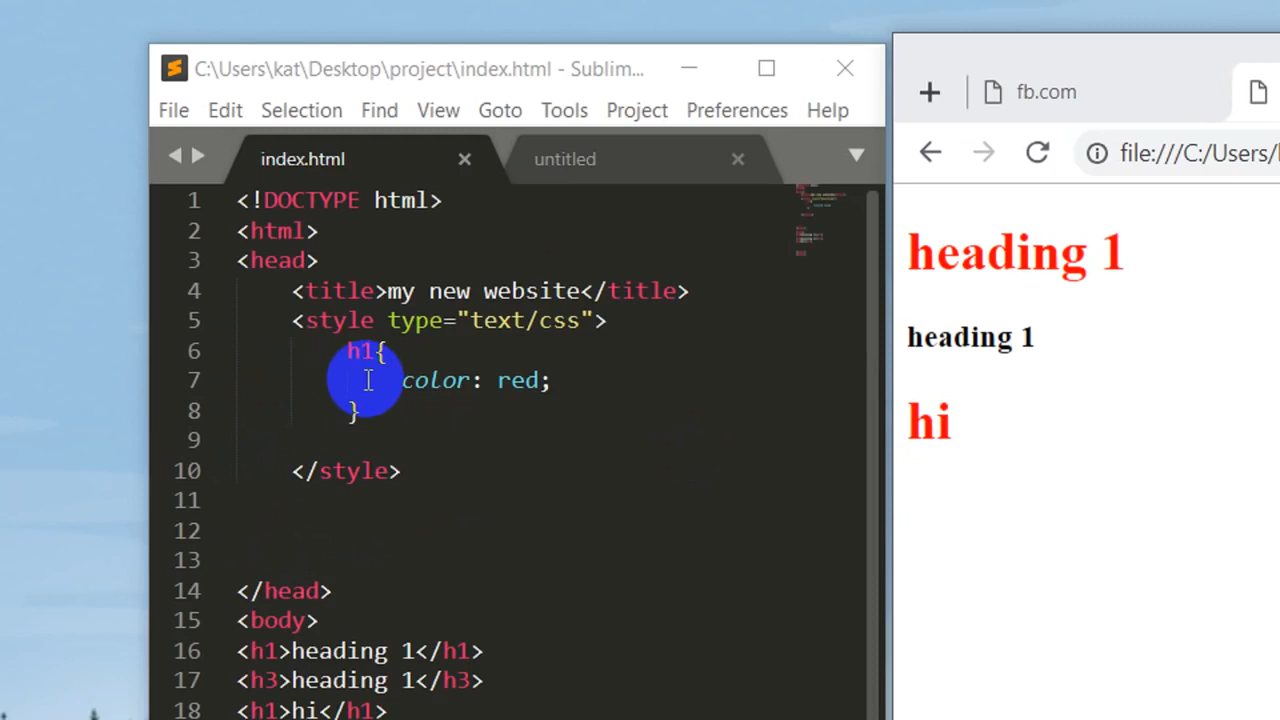 C:\Users\kat\Desktop\project\index.html - Sublim...
File Edit Selection Find View Goto Tools Project Preferences Help
index.html untitled
1 <!DOCTYPE html>
2 <html>
3 <head>
4 <title>my new website</title>
5 <style type="text/css">
6 h1{
7 color: red;
8 }
9
10 </style>
11
12
13
14 </head>
15 <body>
16 <h1>heading 1</h1>
17 <h3>heading 1</h3>
18 <h1>hi</h1>
fb.com
file:///C:/Users/
heading 1
heading 1
hi